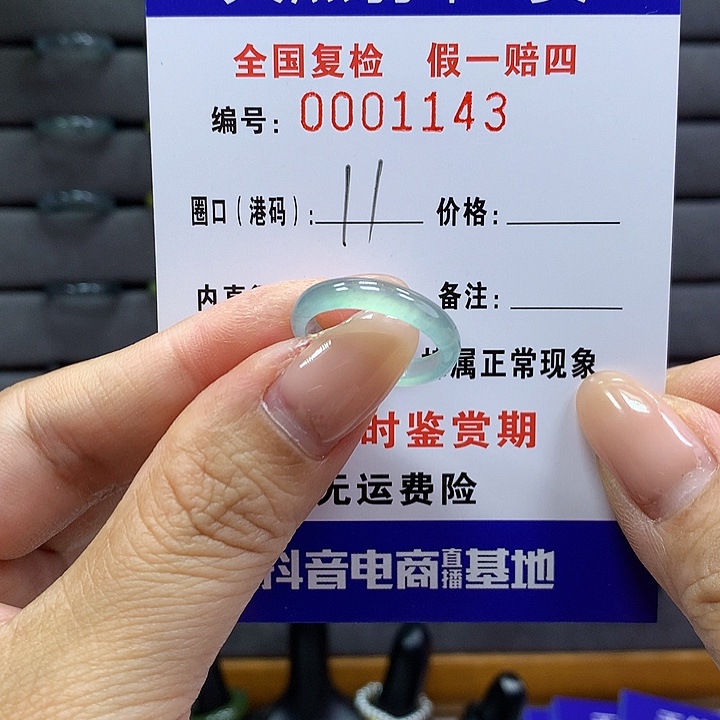 全国复检 假一赔四
编号: 0001143
圈口(港码): 11 价格:
备注:
属正常现象
时鉴赏期
无运费险
抖音电商直播基地